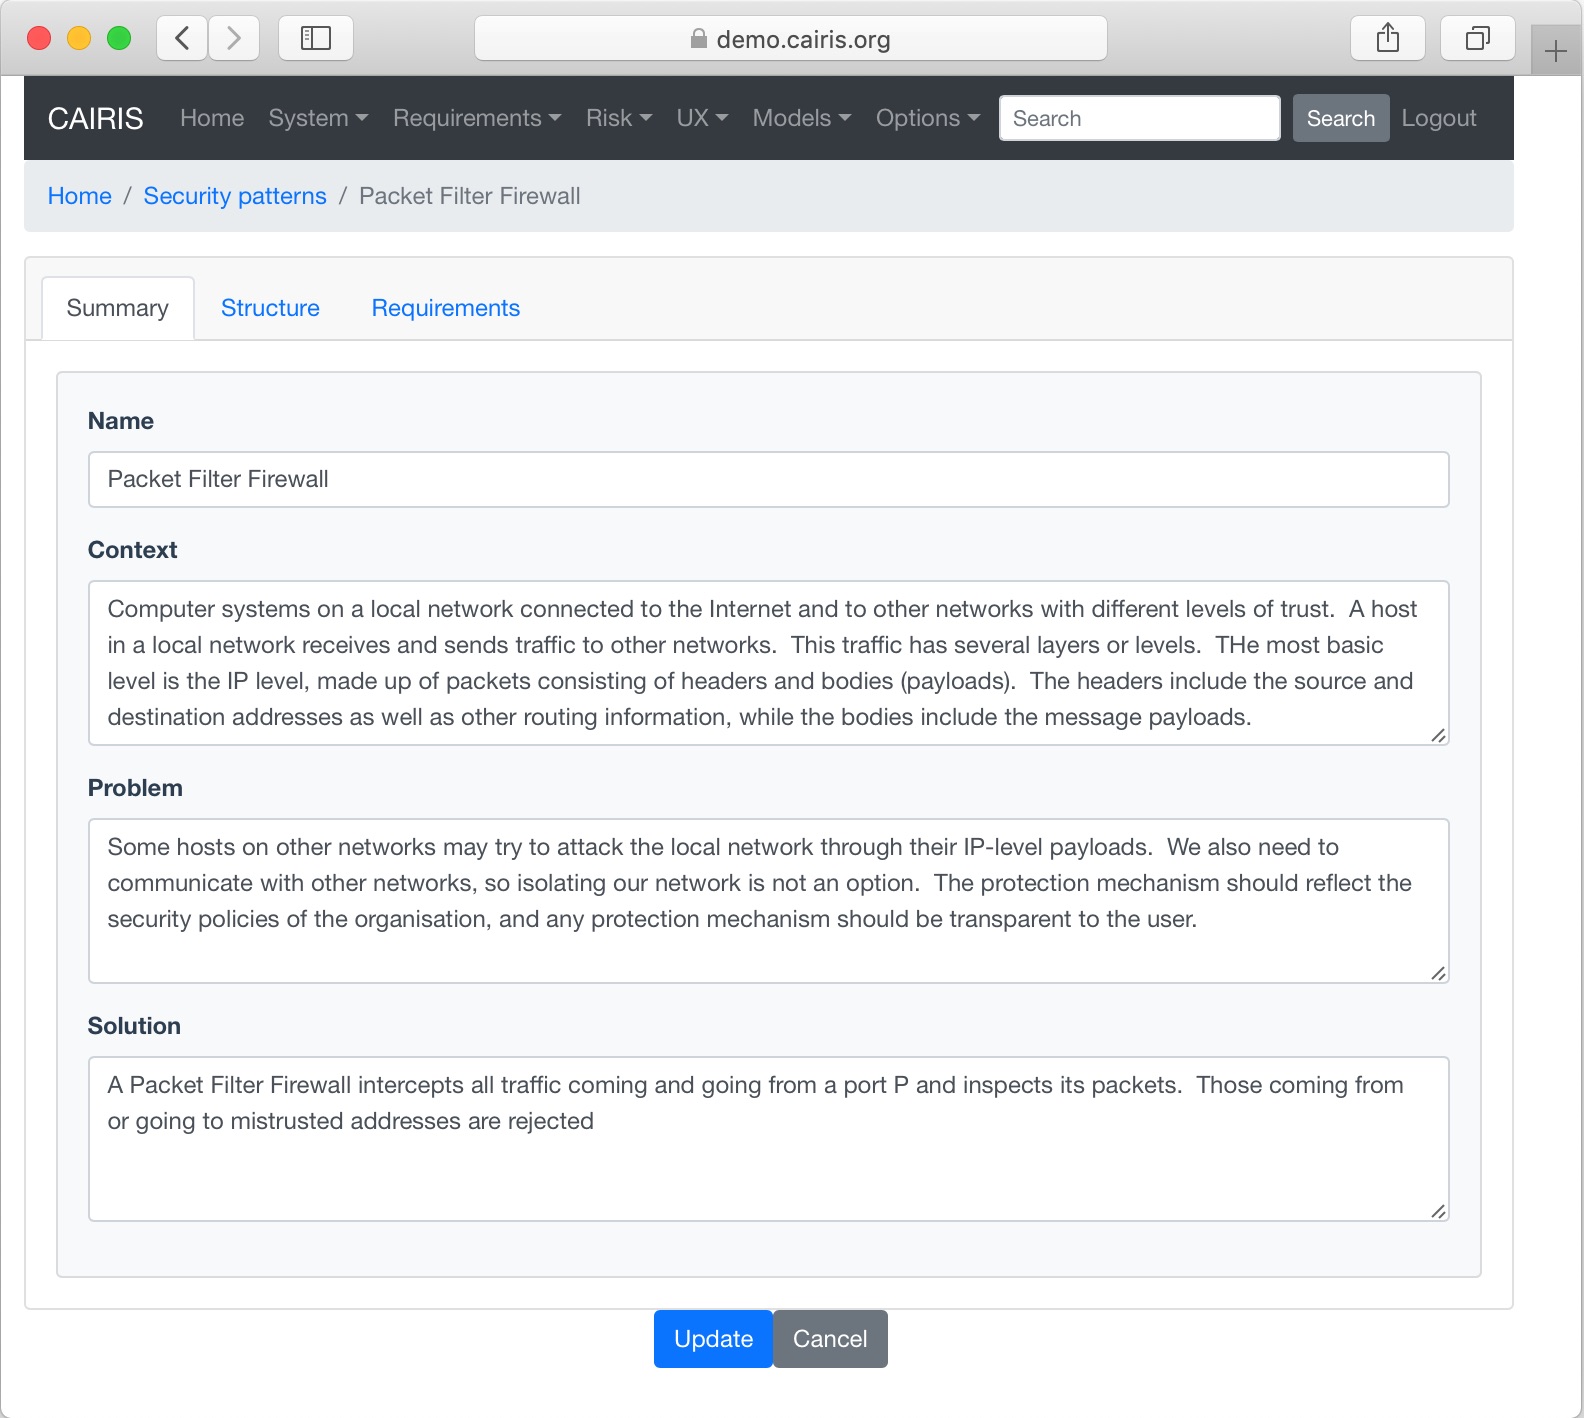 demo.cairis.org
CAIRIS Home System Requirements Risk UX Models Options Search Search Logout
Home / Security patterns / Packet Filter Firewall
Summary Structure Requirements
Name
Packet Filter Firewall
Context
Computer systems on a local network connected to the Internet and to other networks with different levels of trust.  A host
in a local network receives and sends traffic to other networks.  This traffic has several layers or levels.  THe most basic
level is the IP level, made up of packets consisting of headers and bodies (payloads).  The headers include the source and
destination addresses as well as other routing information, while the bodies include the message payloads.
Problem
Some hosts on other networks may try to attack the local network through their IP-level payloads.  We also need to
communicate with other networks, so isolating our network is not an option.  The protection mechanism should reflect the
security policies of the organisation, and any protection mechanism should be transparent to the user.
Solution
A Packet Filter Firewall intercepts all traffic coming and going from a port P and inspects its packets.  Those coming from
or going to mistrusted addresses are rejected
Update Cancel